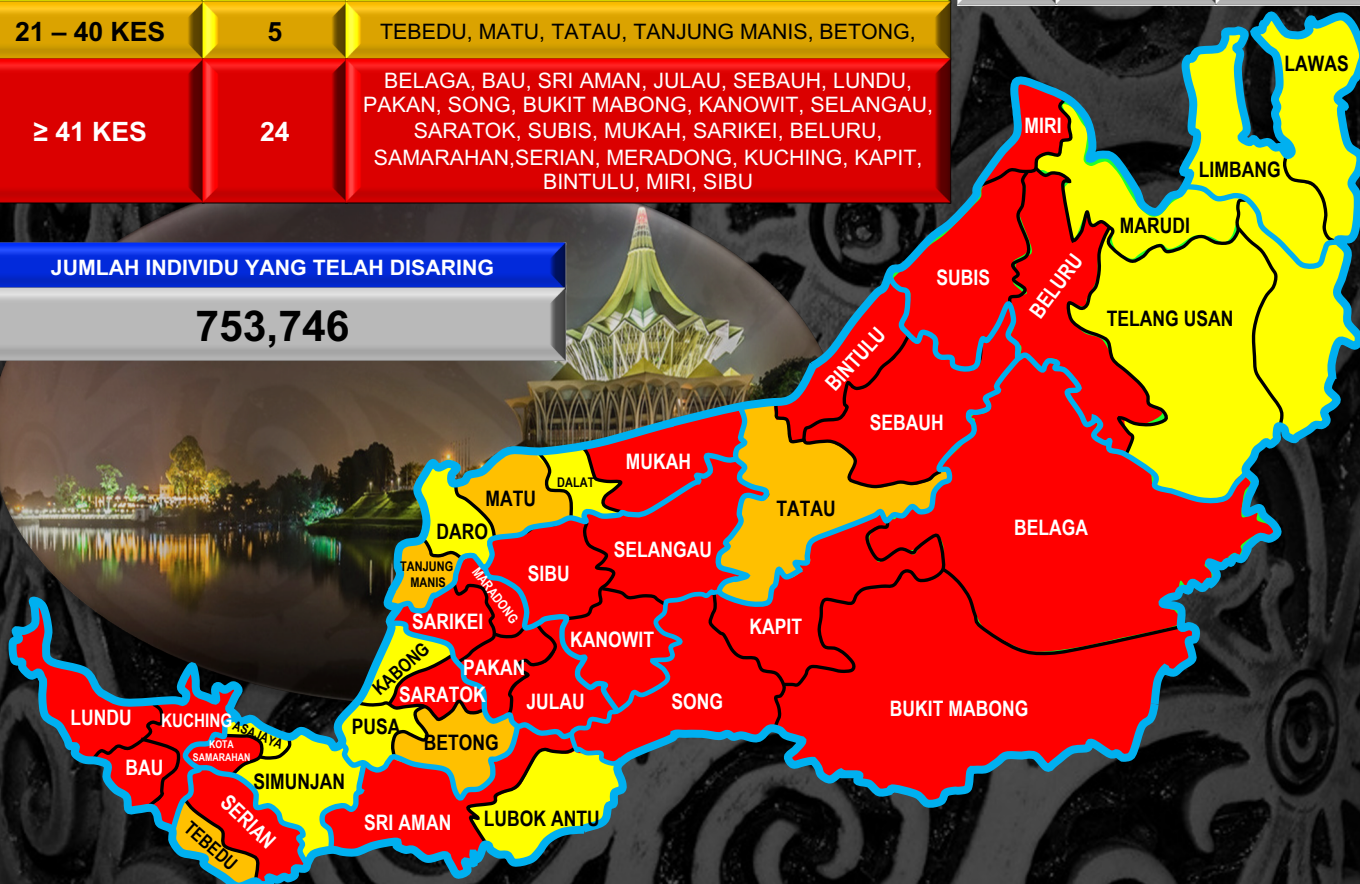 21 – 40 KES
5
TEBEDU, MATU, TATAU, TANJUNG MANIS, BETONG,
≥ 41 KES
24
BELAGA, BAU, SRI AMAN, JULAU, SEBAUH, LUNDU,
PAKAN, SONG, BUKIT MABONG, KANOWIT, SELANGAU,
SARATOK, SUBIS, MUKAH, SARIKEI, BELURU,
SAMARAHAN,SERIAN, MERADONG, KUCHING, KAPIT,
BINTULU, MIRI, SIBU
JUMLAH INDIVIDU YANG TELAH DISARING
753,746
LAWAS
MIRI
LIMBANG
MARUDI
SUBIS
BELURU
TELANG USAN
BINTULU
SEBAUH
MUKAH
DALAT
MATU
TATAU
DARO
BELAGA
SELANGAU
TANJUNG
MANIS
SIBU
MARADONG
SARIKEI
KAPIT
KANOWIT
KABONG
PAKAN
SARATOK
JULAU
SONG
BUKIT MABONG
LUNDU
KUCHING
ASAJAYA
PUSA
BETONG
KOTA
SAMARAHAN
BAU
SIMUNJAN
SERIAN
SRI AMAN
LUBOK ANTU
TEBEDU